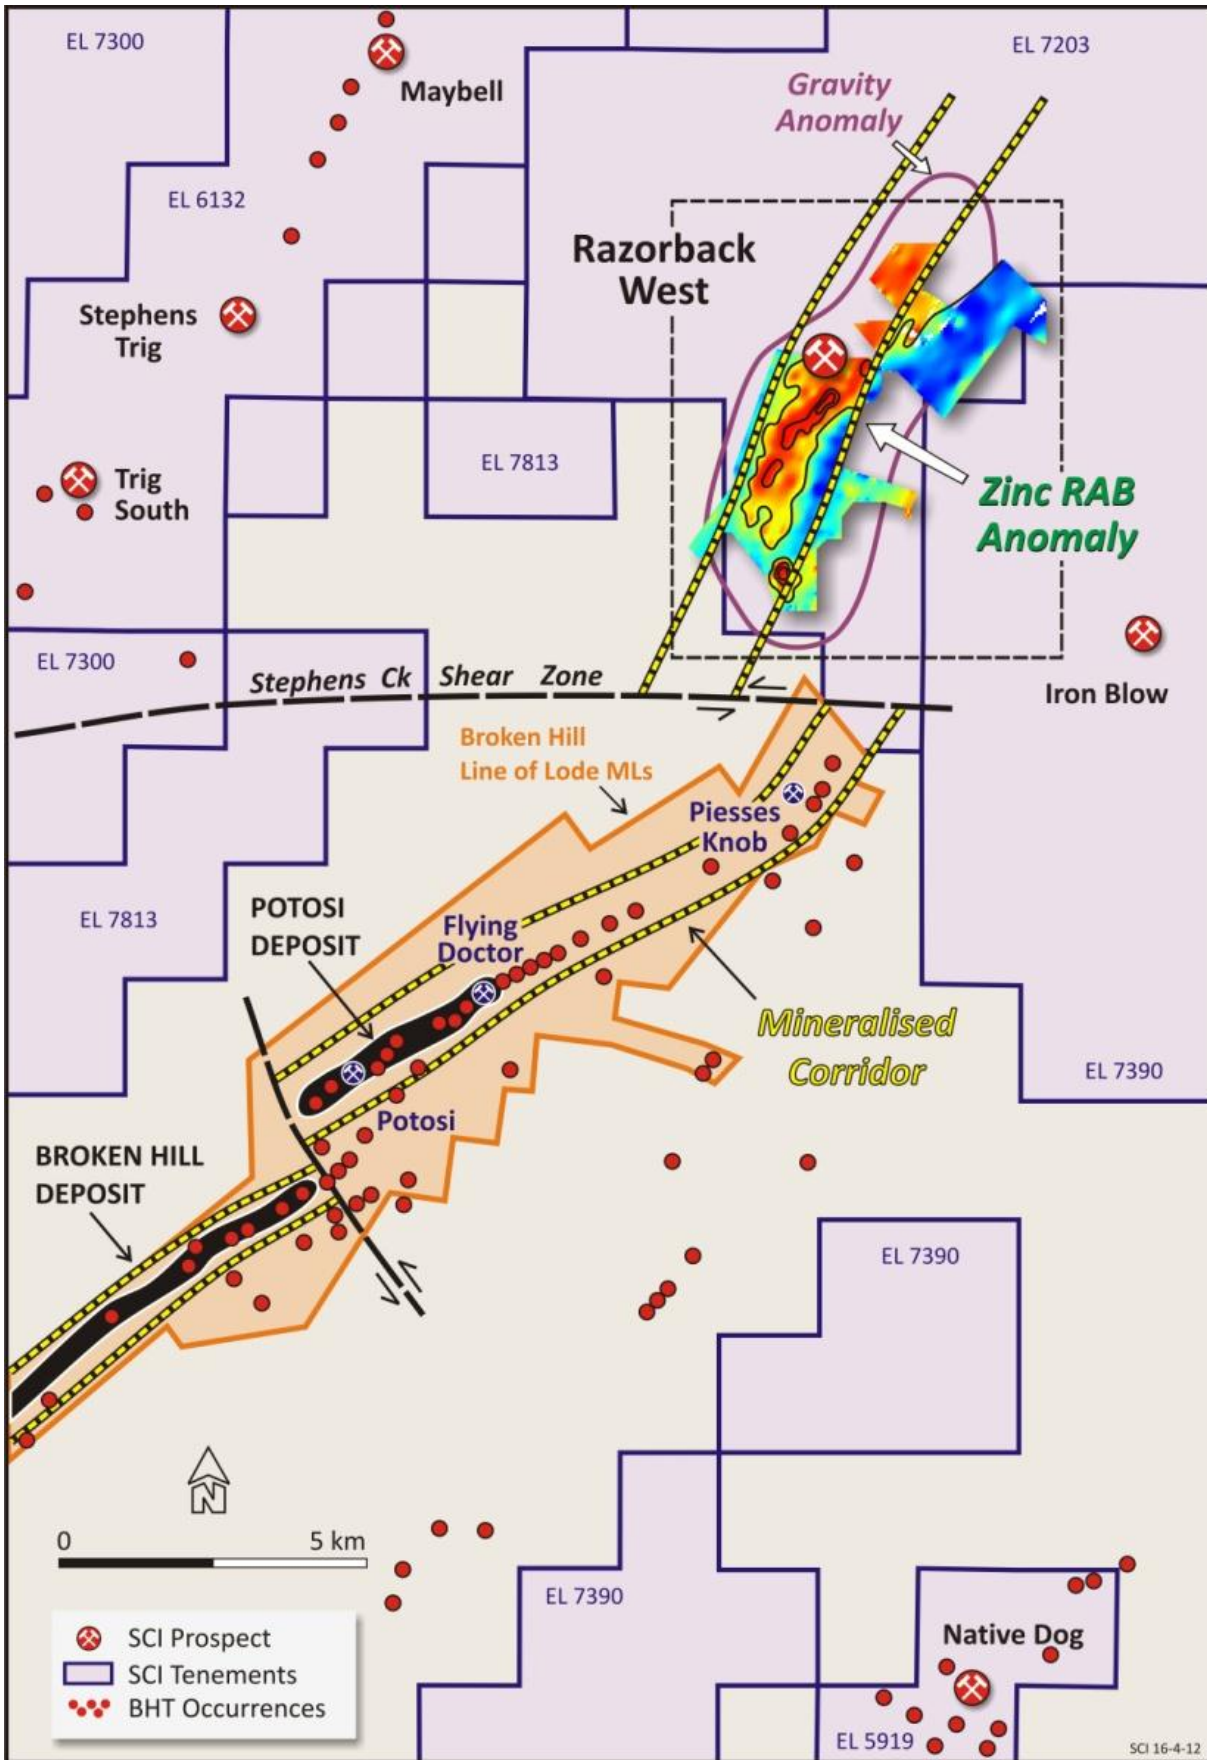 EL 7300
EL 7203
Maybell
Gravity
Anomaly
EL 6132
Razorback
West
Stephens
Trig
EL 7813
Trig
South
Zinc RAB
Anomaly
EL 7300
Stephens Ck Shear Zone
Iron Blow
Broken Hill
Line of Lode MLs
Piesses
Knob
EL 7813
POTOSI
DEPOSIT
Flying
Doctor
Mineralised
Corridor
EL 7390
Potosi
BROKEN HILL
DEPOSIT
EL 7390
N
0 5 km
EL 7390
SCI Prospect
SCI Tenements
BHT Occurrences
Native Dog
EL 5919
SCI 16-4-12